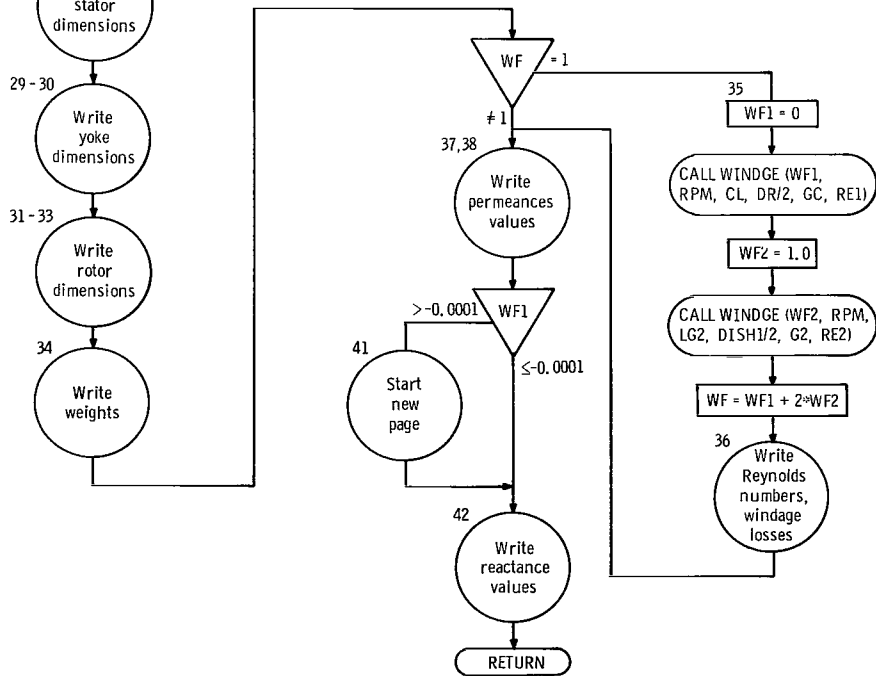 stator
dimensions
29-30
Write
yoke
dimensions
31-33
Write
rotor
dimensions
34
Write
weights
WF
= 1
≠ 1
37,38
Write
permeances
values
WF1
>-0.0001
≤-0.0001
41
Start
new
page
42
Write
reactance
values
RETURN
35
WF1 = 0
CALL WINDGE (WF1,
RPM, CL, DR/2, GC, RE1)
WF2 = 1.0
CALL WINDGE (WF2, RPM,
LG2, DISH1/2, G2, RE2)
WF = WF1 + 2*WF2
36
Write
Reynolds
numbers,
windage
losses